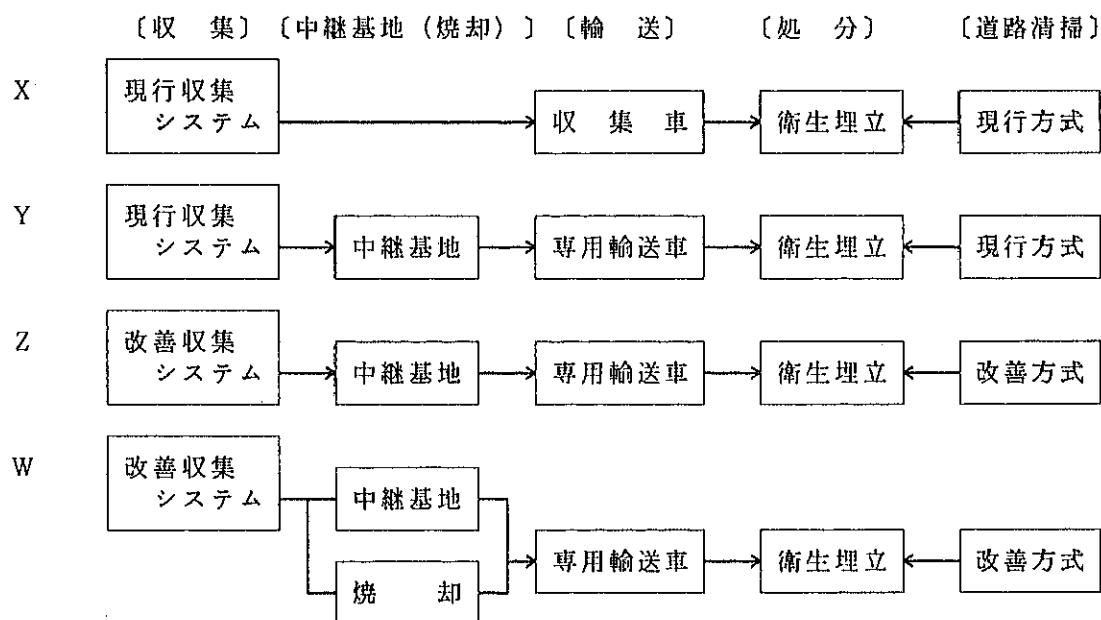 〔収　集〕〔中継基地（焼却）〕〔輸　送〕　〔処　分〕　〔道路清掃〕
X
現行収集
システム
収　集　車
衛生埋立
現行方式
Y
現行収集
システム
中継基地
専用輸送車
衛生埋立
現行方式
Z
改善収集
システム
中継基地
専用輸送車
衛生埋立
改善方式
W
改善収集
システム
中継基地
焼　却
専用輸送車
衛生埋立
改善方式